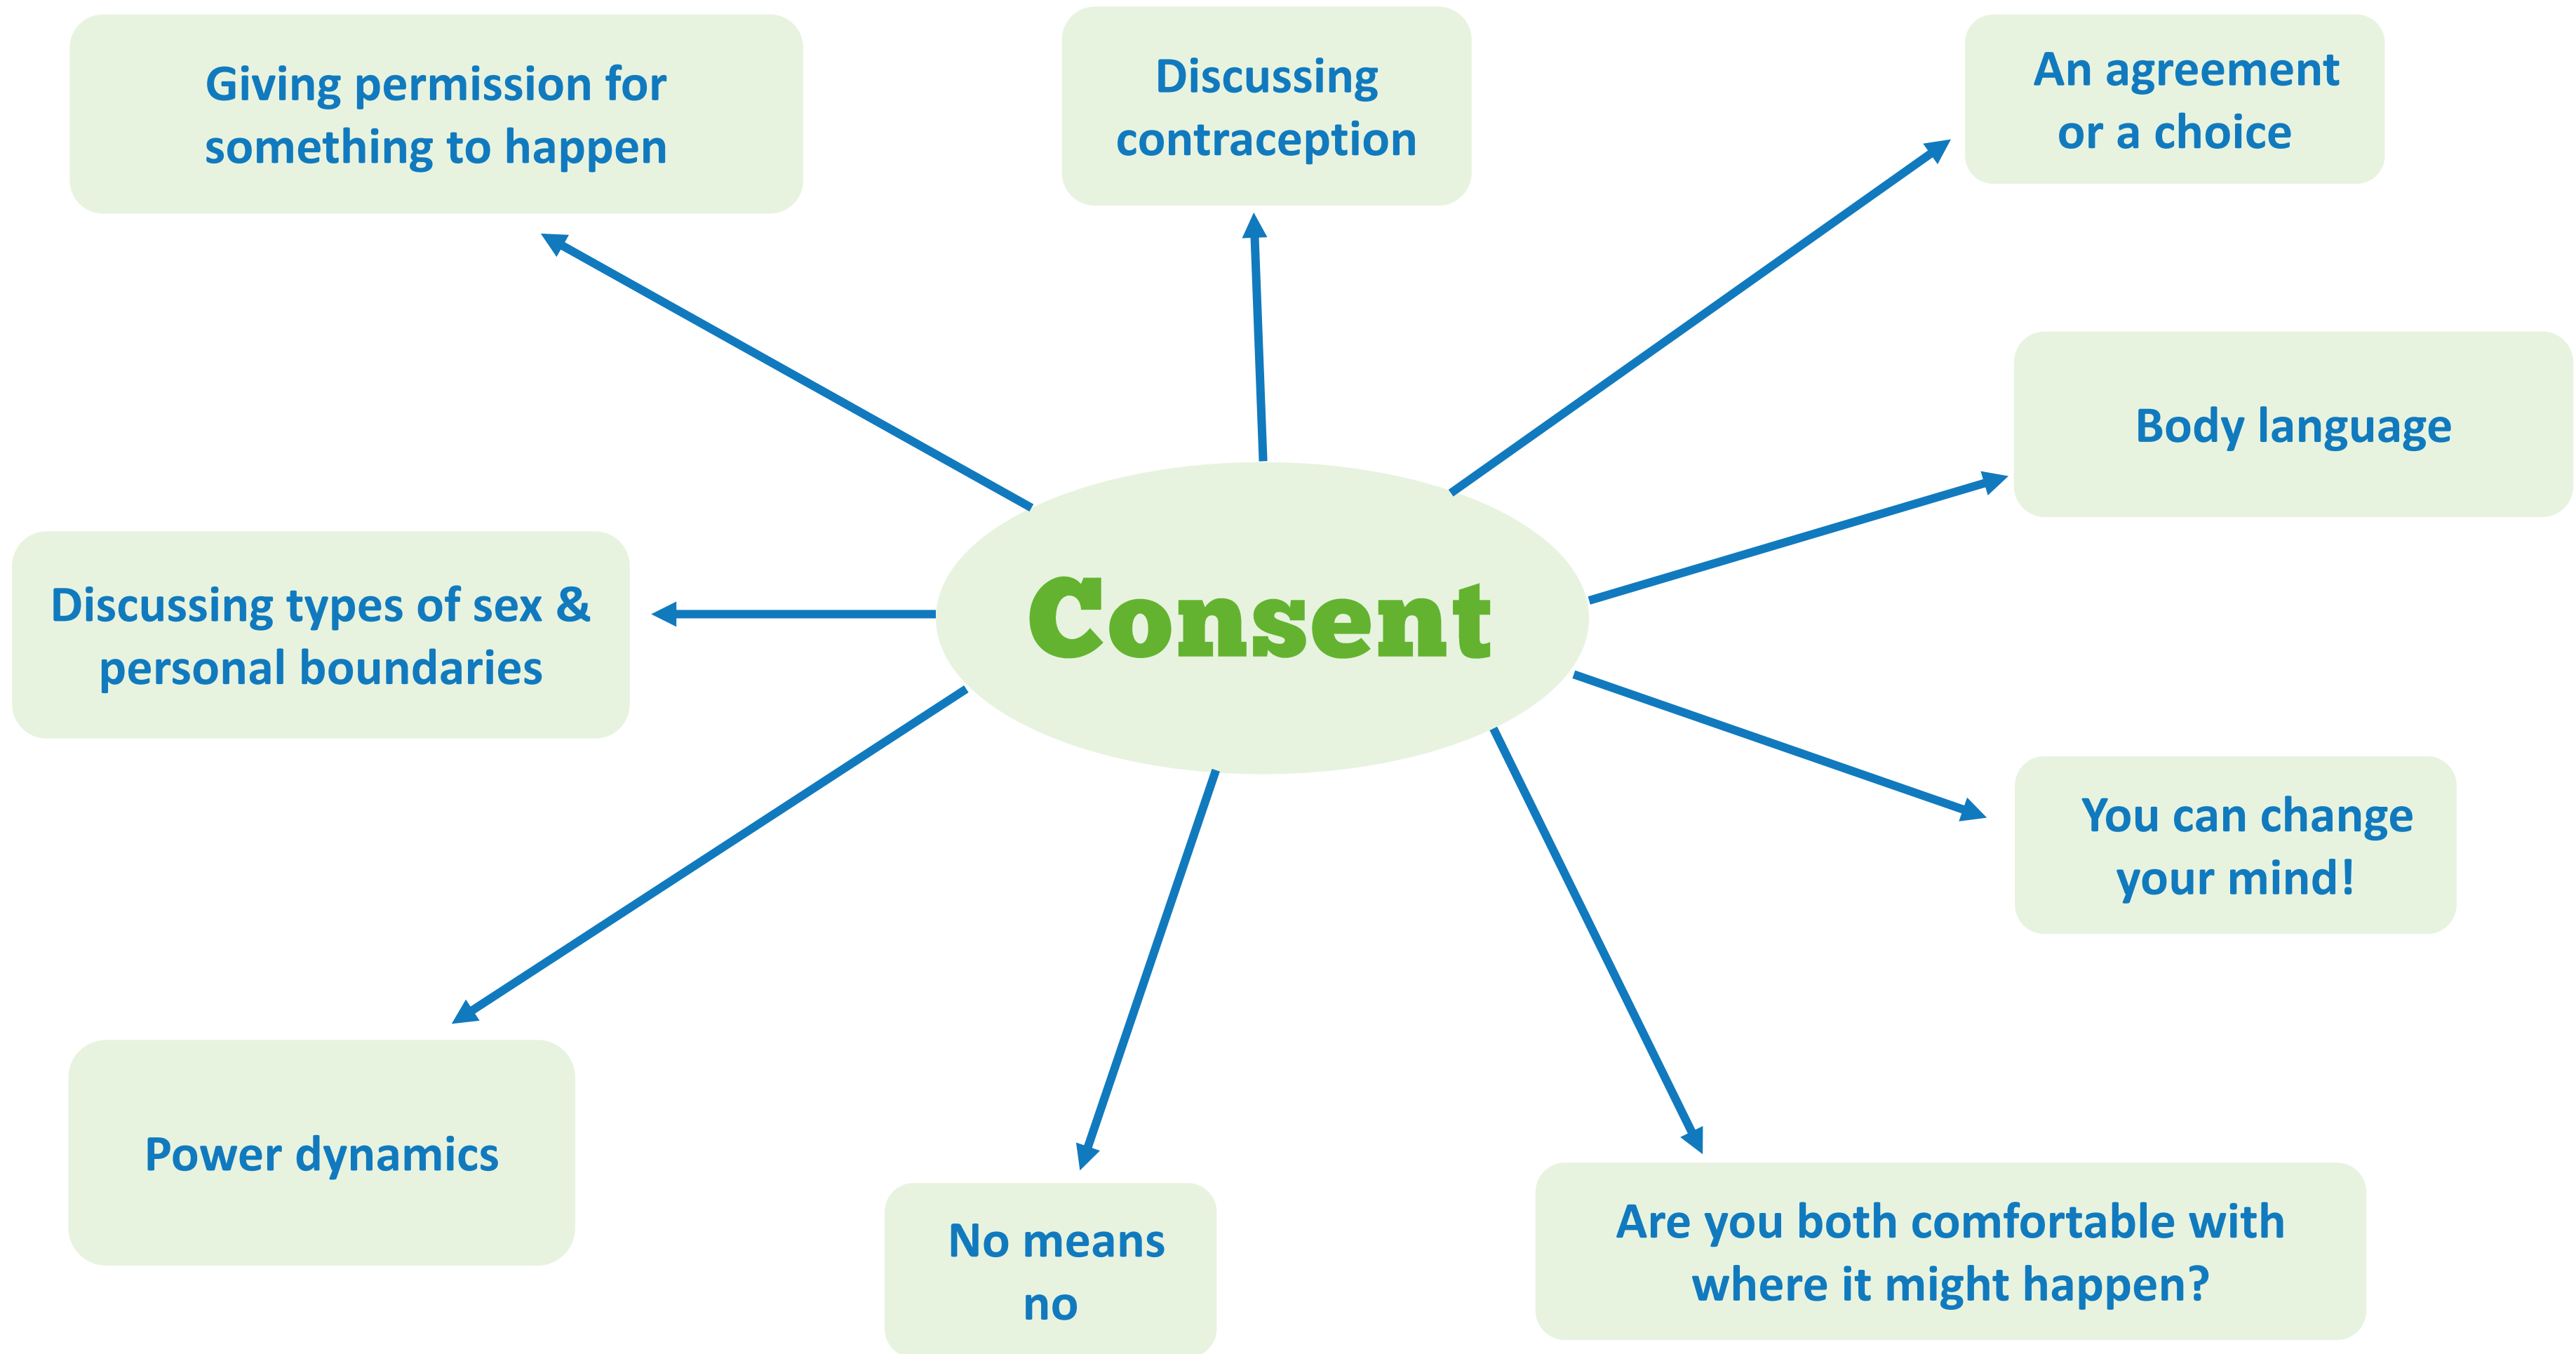 Giving permission for
something to happen
Discussing
contraception
An agreement
or a choice
Body language
Discussing types of sex &
personal boundaries
Consent
You can change
your mind!
Power dynamics
No means
no
Are you both comfortable with
where it might happen?